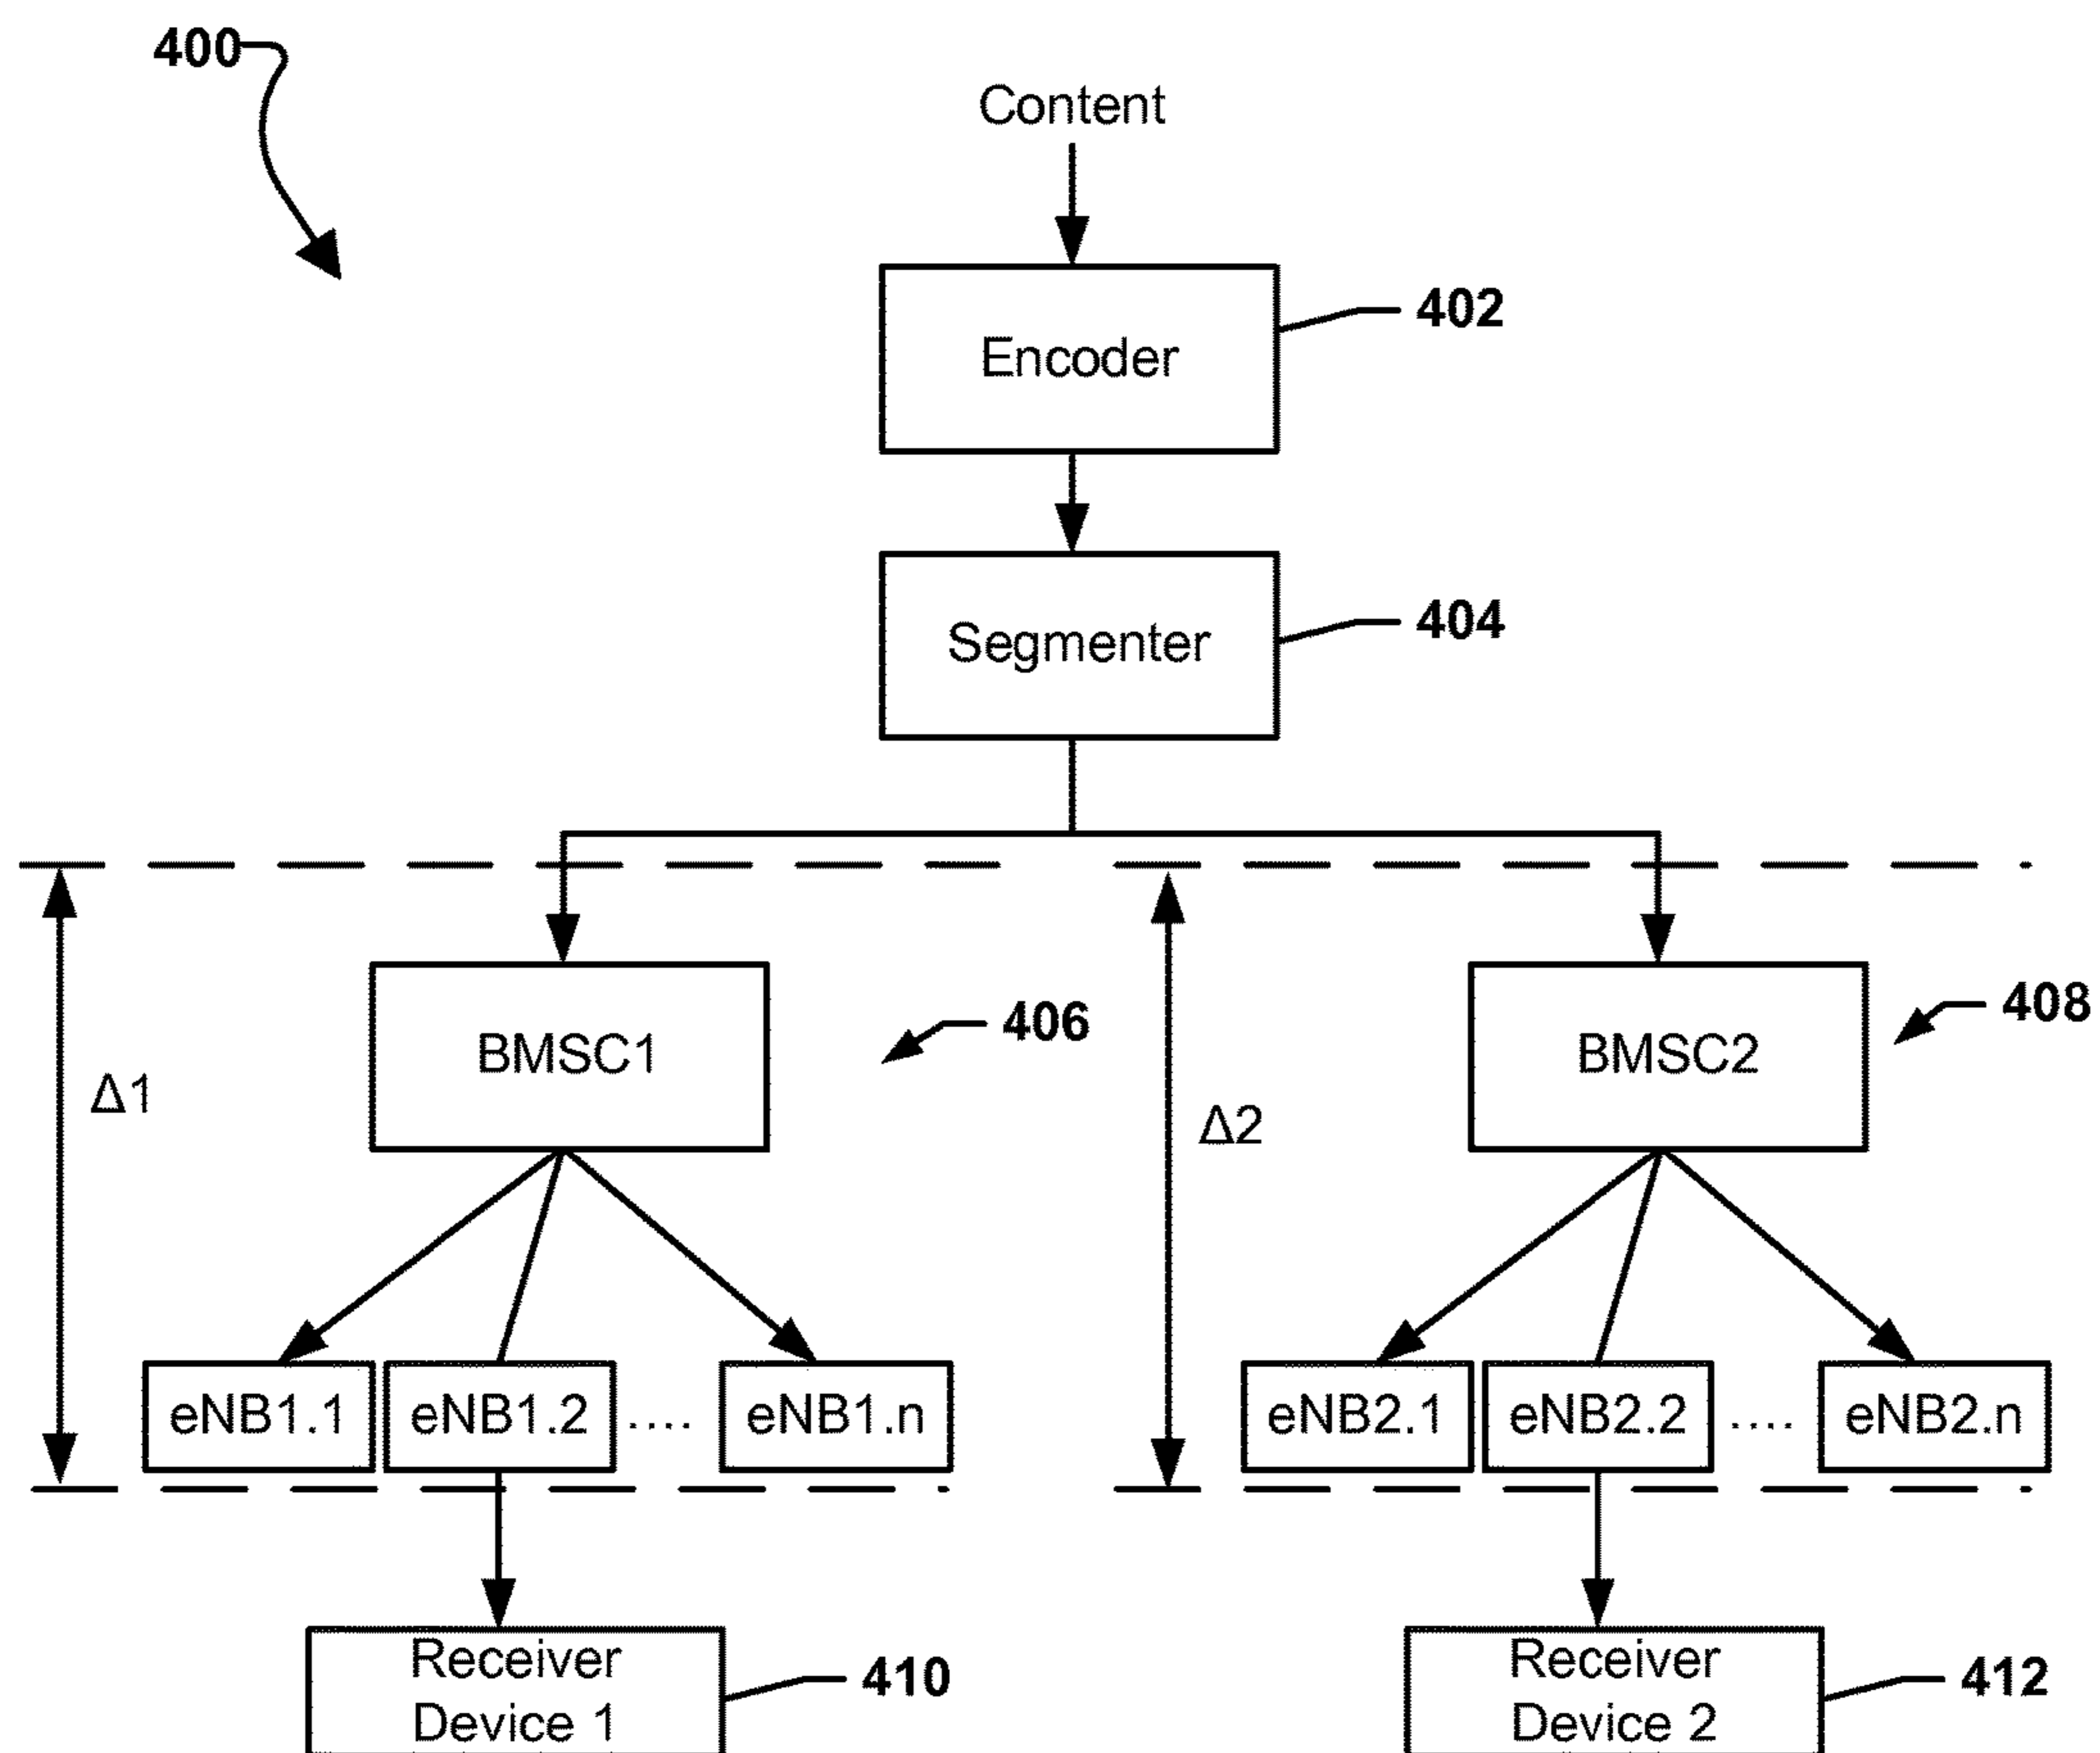 400
Content
Encoder
402
Segmenter
404
BMSC1
406
BMSC2
408
Δ1
Δ2
eNB1.1
eNB1.2
....
eNB1.n
eNB2.1
eNB2.2
....
eNB2.n
Receiver
Device 1
410
Receiver
Device 2
412